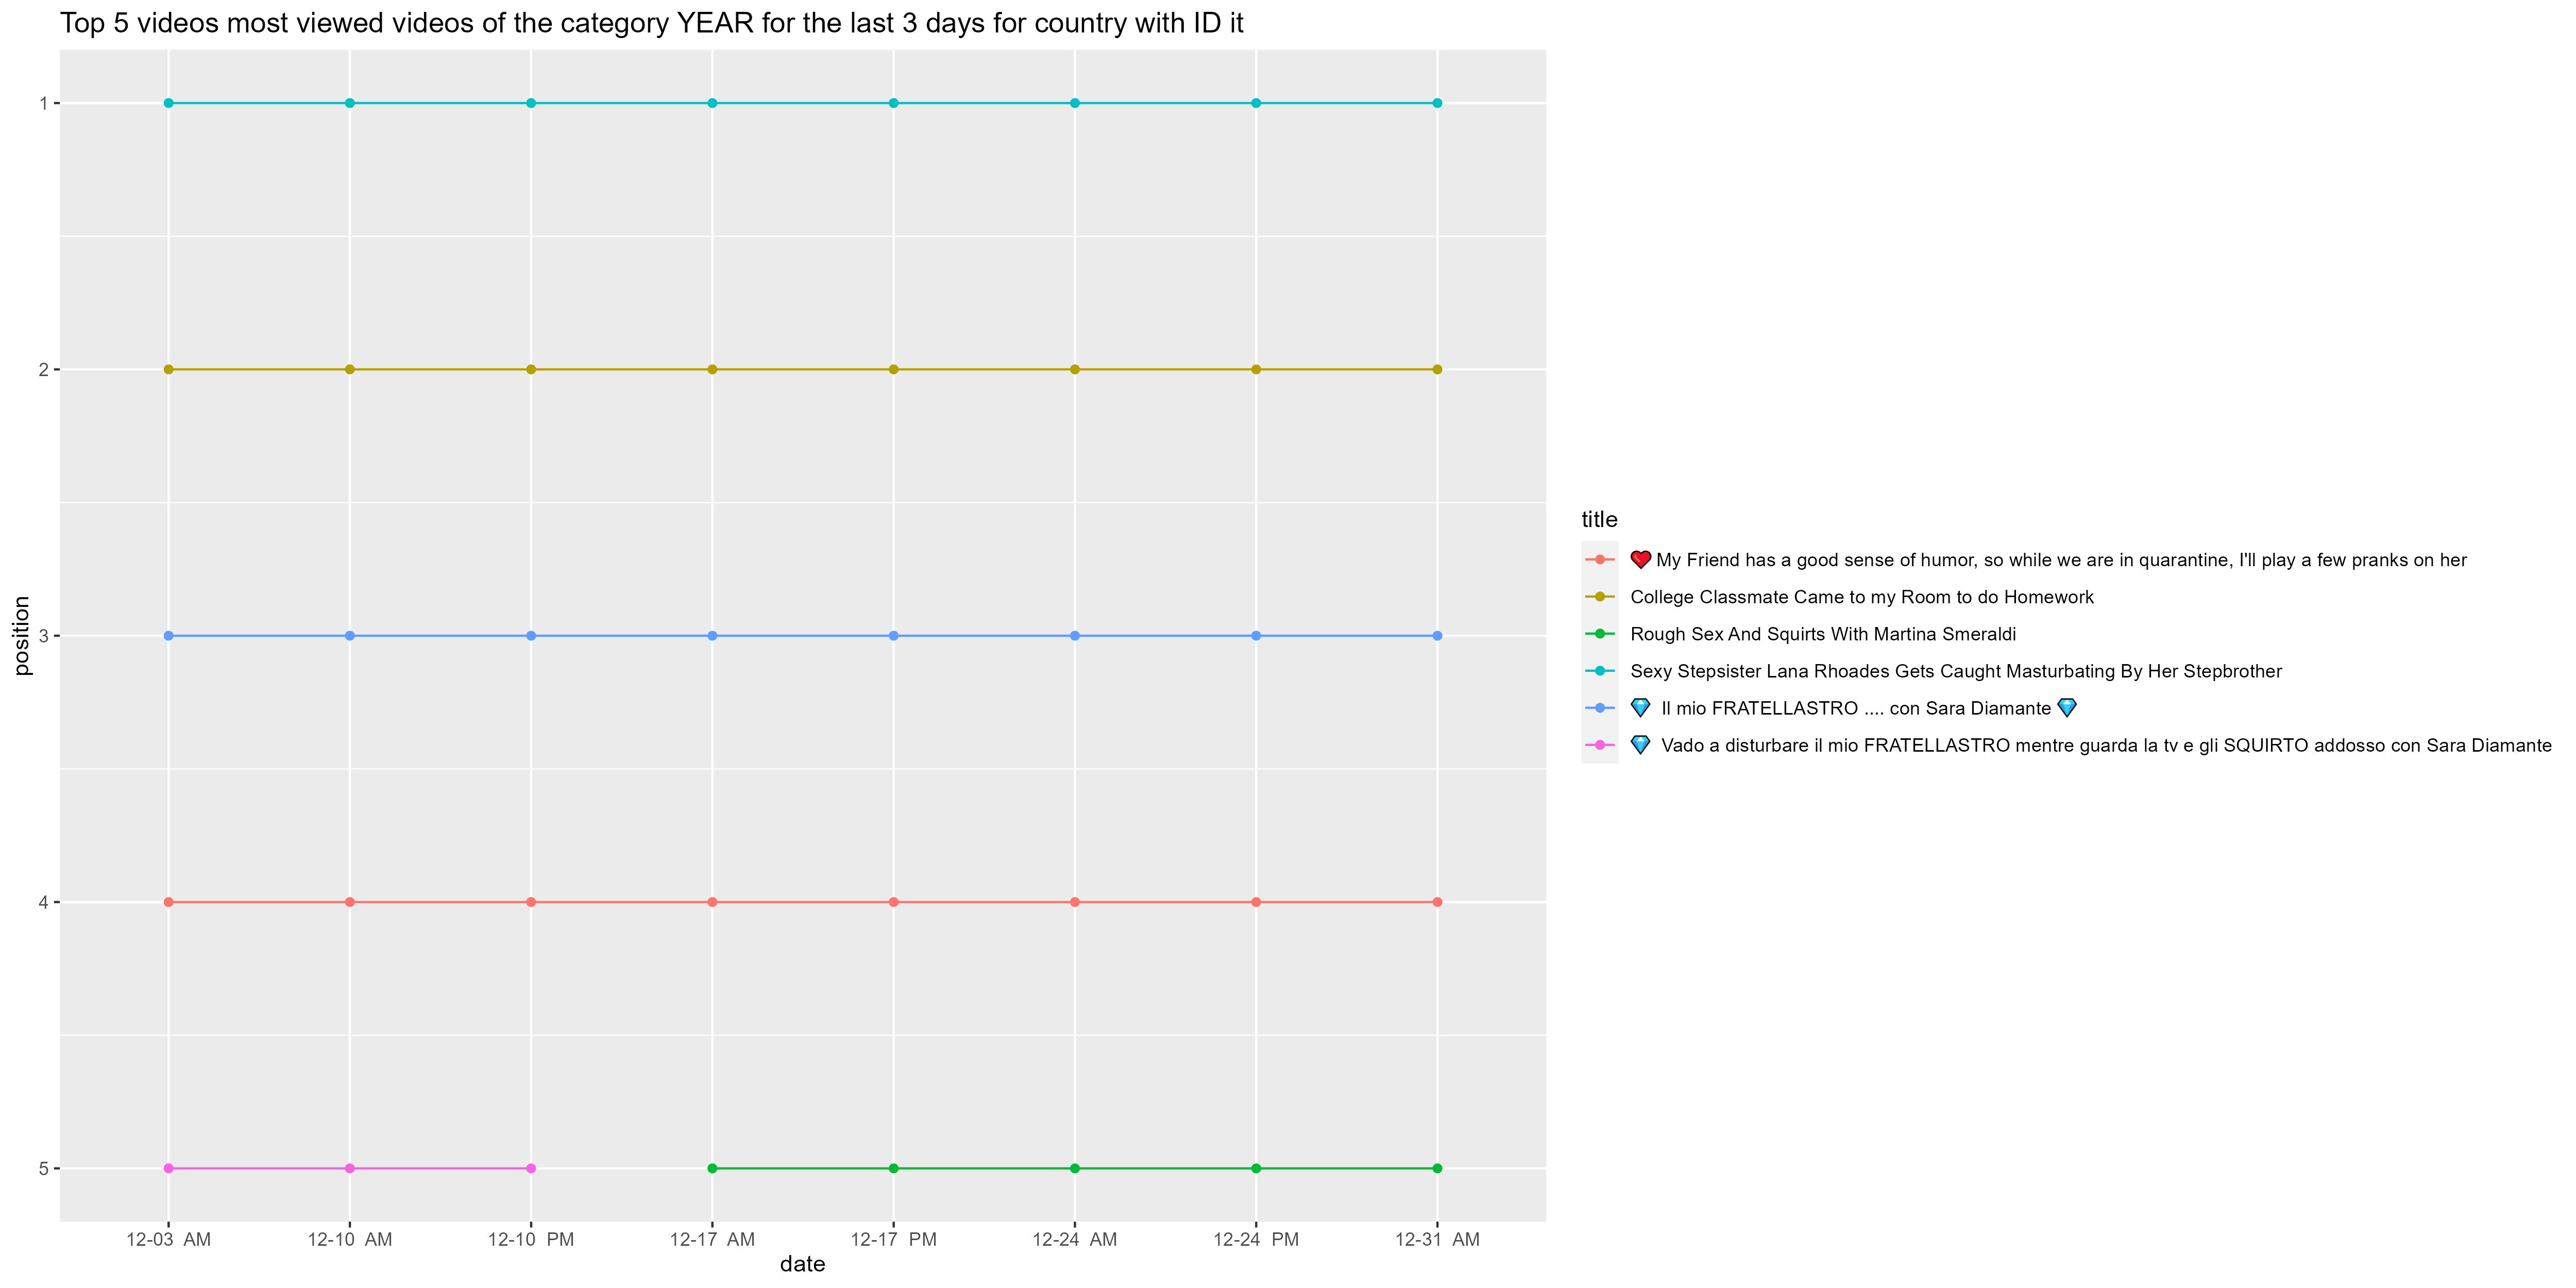 Top 5 videos most viewed videos of the category YEAR for the last 3 days for country with ID it
position
1
2
3
4
5
12-03 AM
12-10 AM
12-10 PM
12-17 AM
12-17 PM
12-24 AM
12-24 PM
12-31 AM
date
title
❤️ My Friend has a good sense of humor, so while we are in quarantine, I'll play a few pranks on her
College Classmate Came to my Room to do Homework
Rough Sex And Squirts With Martina Smeraldi
Sexy Stepsister Lana Rhoades Gets Caught Masturbating By Her Stepbrother
💎 Il mio FRATELLASTRO .... con Sara Diamante 💎
💎 Vado a disturbare il mio FRATELLASTRO mentre guarda la tv e gli SQUIRTO addosso con Sara Diamante